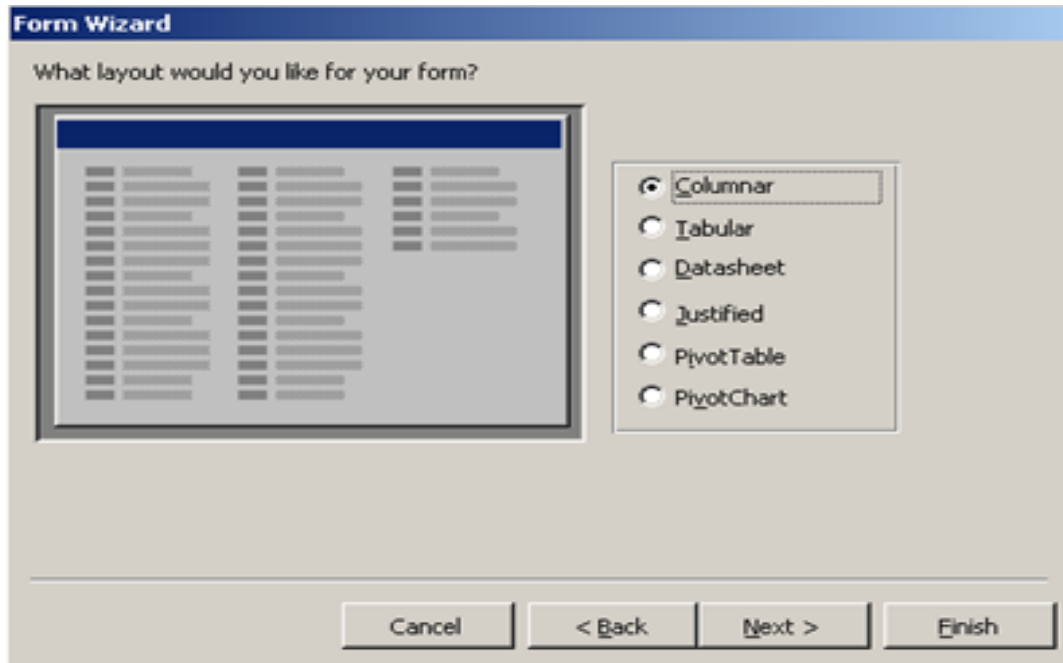 Form Wizard
What layout would you like for your form?
Columnar
Tabular
Datasheet
Justified
PivotTable
PivotChart
Cancel
< Back
Next >
Finish